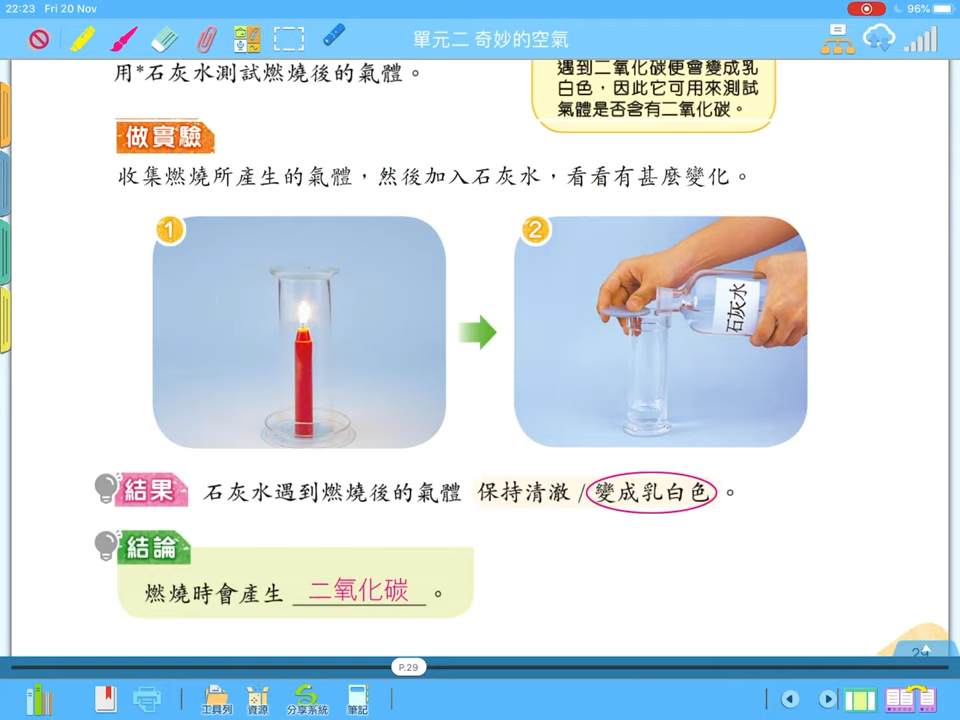 22:23 Fri 20 Nov
96%
單元二 奇妙的空氣
用*石灰水測試燃燒後的氣體。
遇到二氧化碳便會變成乳
白色，因此它可用來測試
氣體是否含有二氧化碳。
做實驗
收集燃燒所產生的氣體，然後加入石灰水，看看有甚麼變化。
1
2
石灰水
結果 石灰水遇到燃燒後的氣體 保持清澈 / 變成乳白色 。
結論
燃燒時會產生 二氧化碳 。
29
P.29
工具列 資源 分享系統 筆記